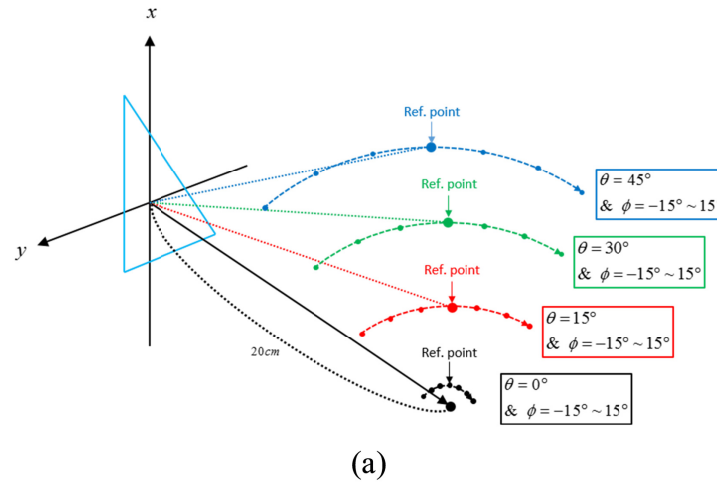 x
Ref. point
θ = 45°
& ϕ = −15° ~ 15
Ref. point
y
θ = 30°
& ϕ = −15° ~ 15°
Ref. point
θ = 15°
& ϕ = −15° ~ 15°
20cm
Ref. point
θ = 0°
& ϕ = −15° ~ 15°
(a)